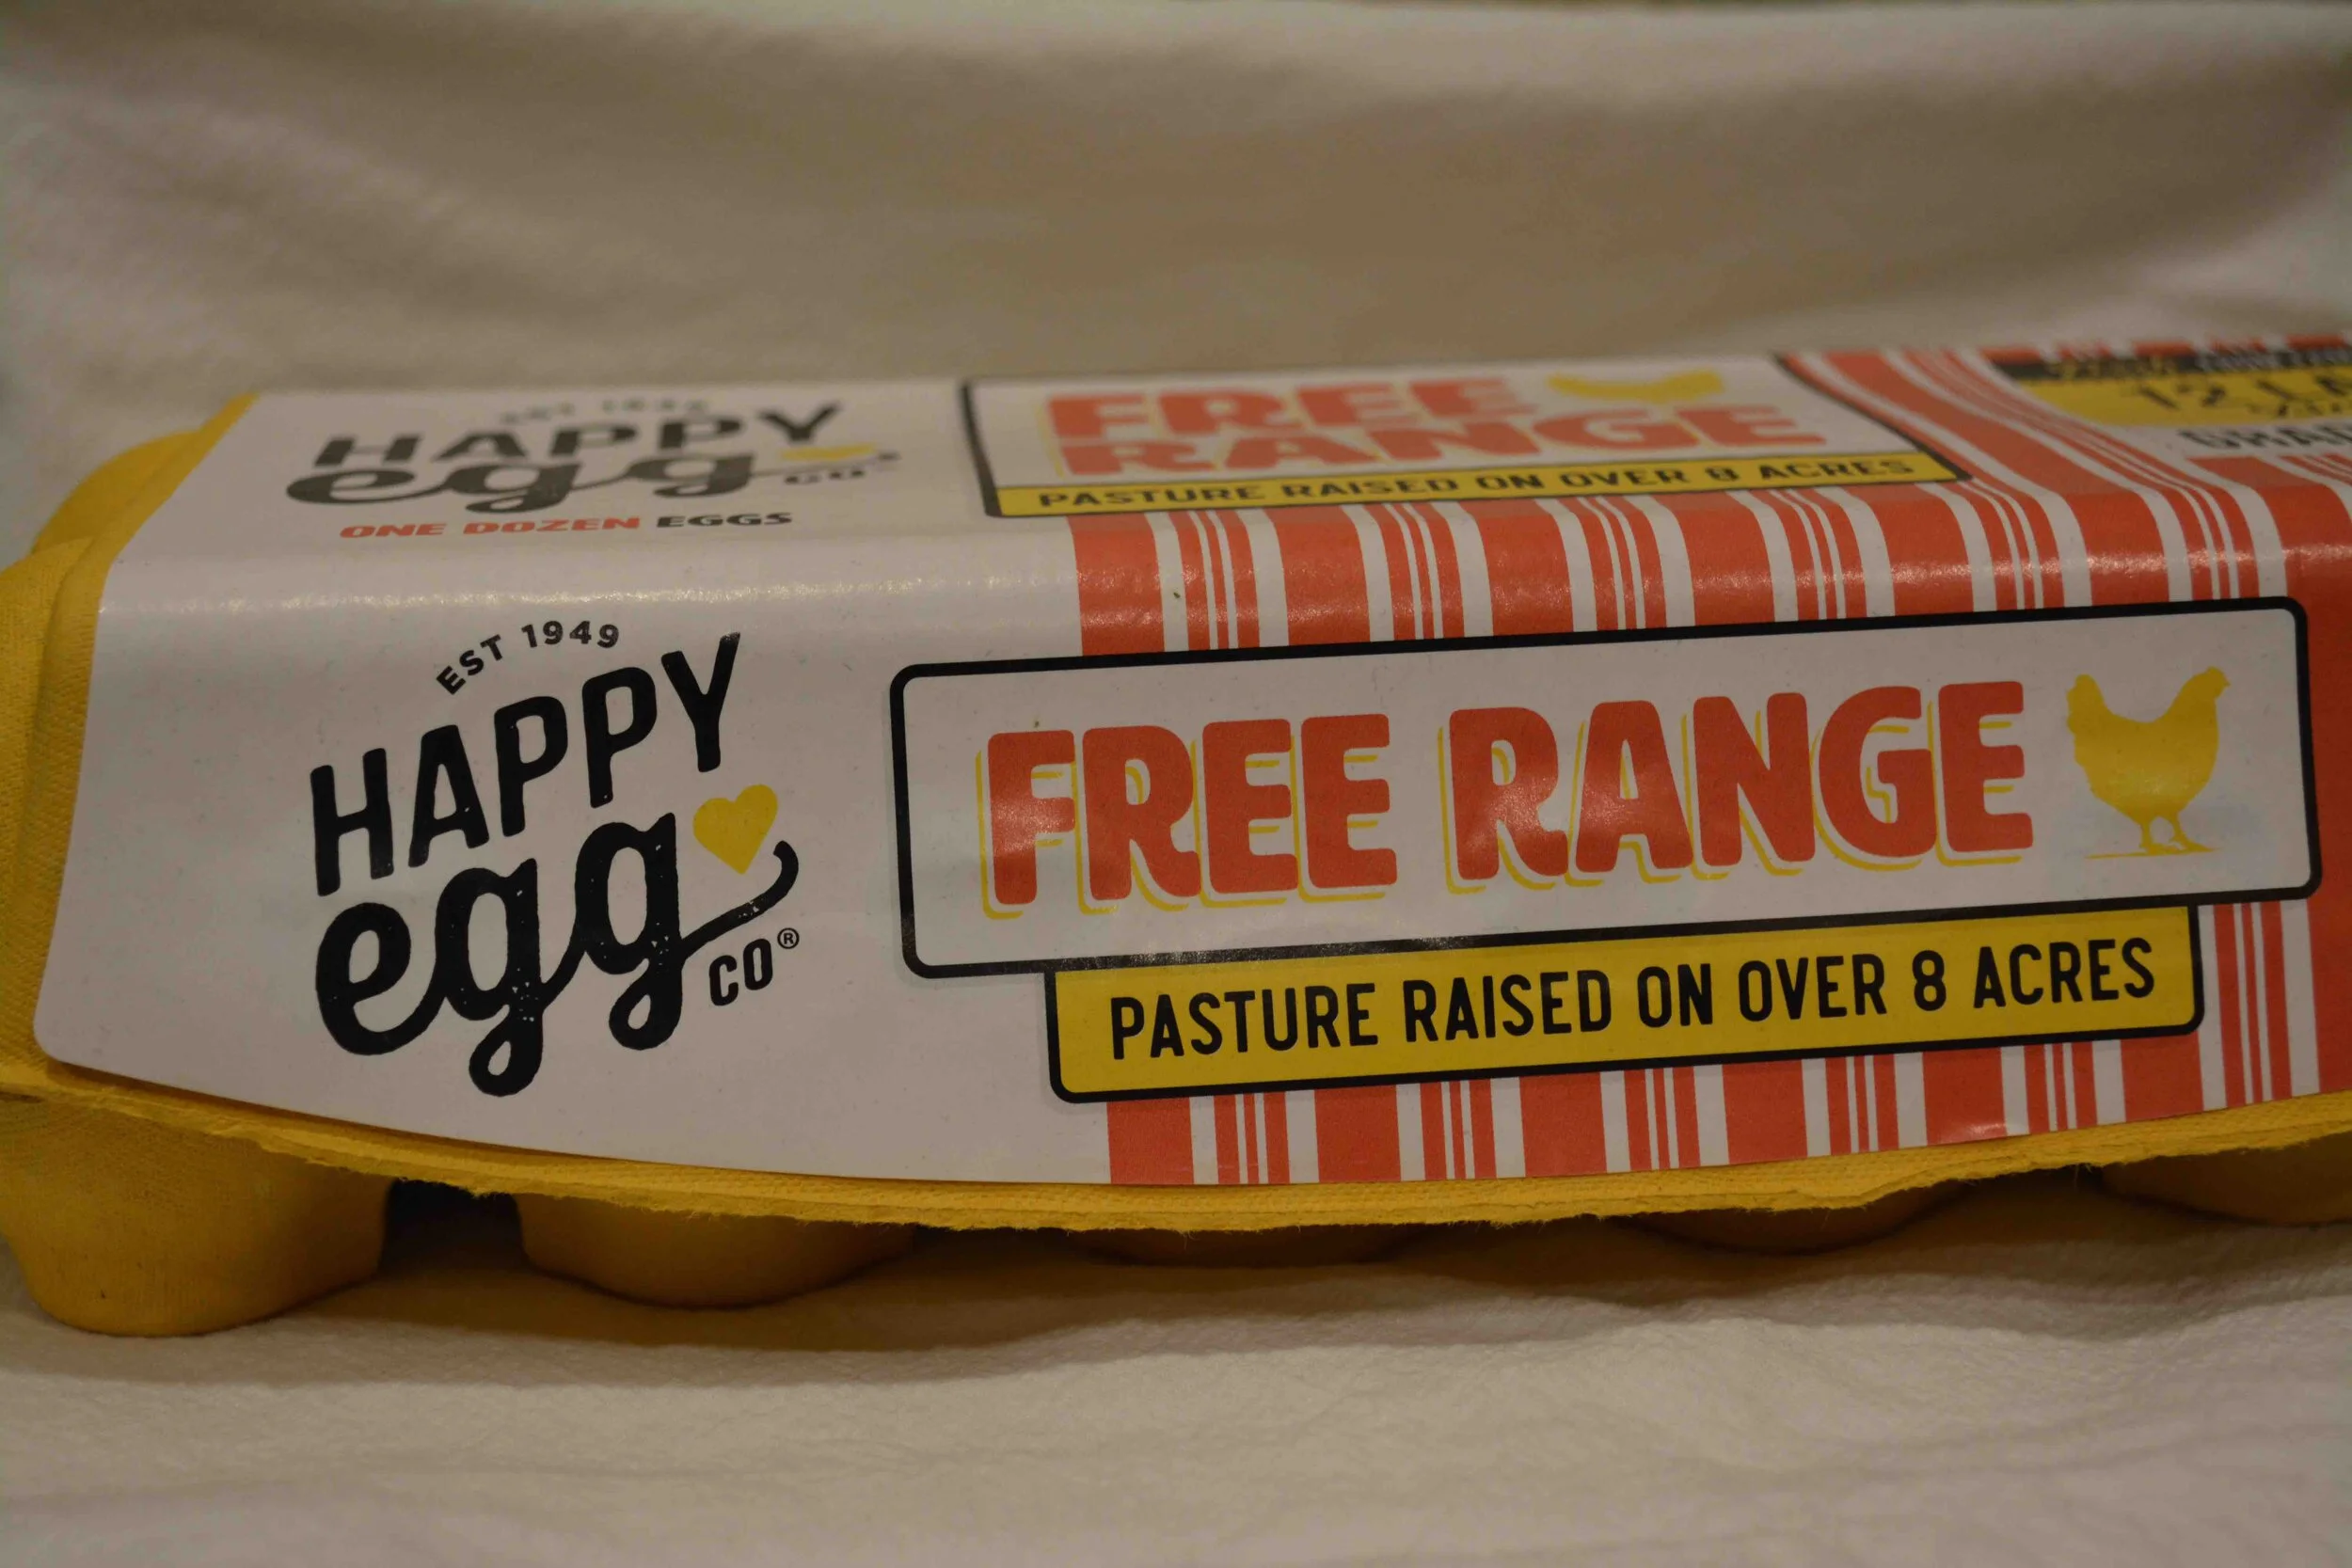 HAPPY
egg
CO
ONE DOZEN EGGS
FREE
RANGE
PASTURE RAISED ON OVER 8 ACRES
EST 1949
HAPPY
egg
CO®
FREE RANGE
PASTURE RAISED ON OVER 8 ACRES